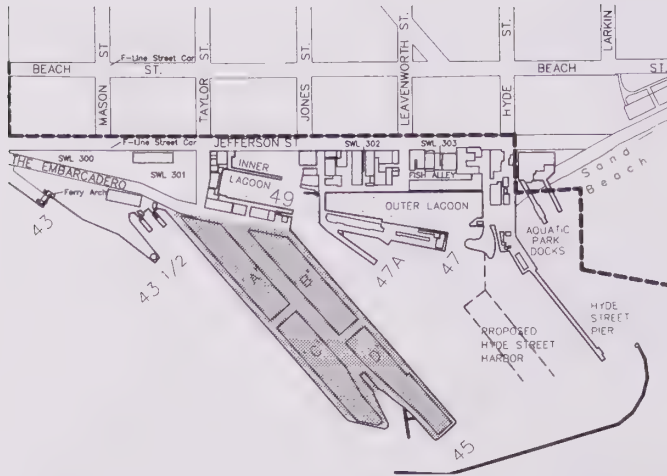 MASON ST
TAYLOR ST.
JONES ST.
LEAVENWORTH ST.
HYDE ST.
LARKIN
F-Line Street Car
BEACH ST.
BEACH ST.
F-Line Street Car
JEFFERSON ST
SWL 300
SWL 301
SWL 302
SWL 303
THE EMBARCADERO
Ferry Arch
INNER
LAGOON
FISH ALLEY
OUTER LAGOON
Sand
Beach
AQUATIC
PARK
DOCKS
43
43 1/2
49
47A
47
"A"
"B"
C
D
45
PROPOSED
HYDE STREET
HARBOR
HYDE
STREET
PIER